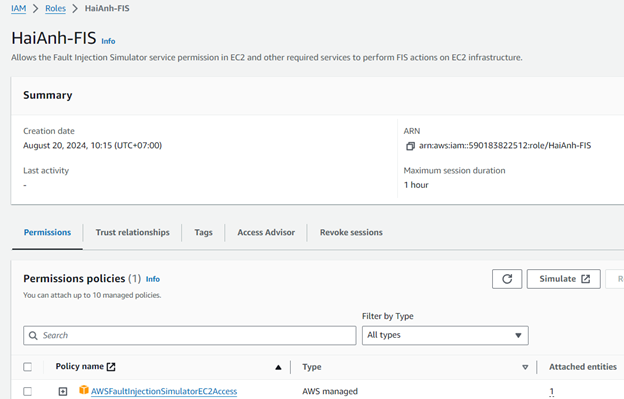 IAM > Roles > HaiAnh-FIS
HaiAnh-FIS Info
Allows the Fault Injection Simulator service permission in EC2 and other required services to perform FIS actions on EC2 infrastructure.
Summary
Creation date
August 20, 2024, 10:15 (UTC+07:00)
ARN
arn:aws:iam::590183822512:role/HaiAnh-FIS
Last activity
-
Maximum session duration
1 hour
Permissions Trust relationships Tags Access Advisor Revoke sessions
Permissions policies (1) Info
You can attach up to 10 managed policies.
Simulate
Filter by Type
Search
All types
Policy name Type Attached entities
AWSFaultInjectionSimulatorEC2Access AWS managed 1